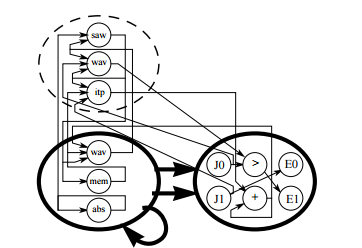 saw
wav
itp
wav
mem
abs
J0 > E0
J1 + E1